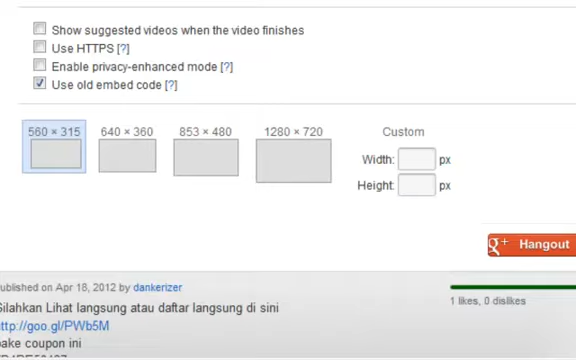 Show suggested videos when the video finishes
Use HTTPS [?]
Enable privacy-enhanced mode [?]
Use old embed code [?]
560 × 315 640 × 360 853 × 480 1280 × 720 Custom
Width: px
Height: px
g+ Hangout
ublished on Apr 18, 2012 by dankerizer
1 likes, 0 dislikes
Silahkan Lihat langsung atau daftar langsung di sini
ttp://goo.gl/PWb5M
pake coupon ini